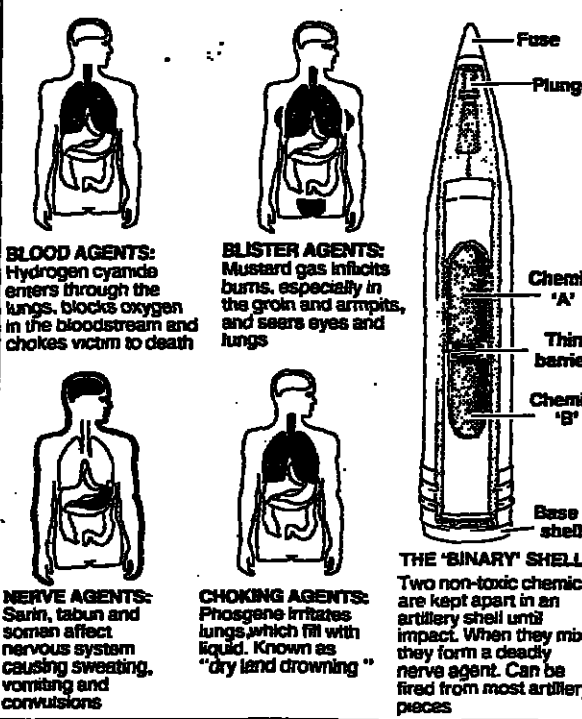 BLOOD AGENTS:
Hydrogen cyanide
enters through the
lungs, blocks oxygen
in the bloodstream and
chokes victim to death
BLISTER AGENTS:
Mustard gas inflicts
burns, especially in
the groin and armpits,
and sears eyes and
lungs
NERVE AGENTS:
Sarin, tabun and
soman affect
nervous system
causing sweating,
vomiting and
convulsions
CHOKING AGENTS:
Phosgene irritates
lungs, which fill with
liquid. Known as
"dry land drowning"
Fuse
Plung
Chemi
'A'
Thin
barrie
Chemi
'B'
Base
shell
THE 'BINARY' SHELL
Two non-toxic chemic
are kept apart in an
artillery shell until
impact. When they mix
they form a deadly
nerve agent. Can be
fired from most artillery
pieces